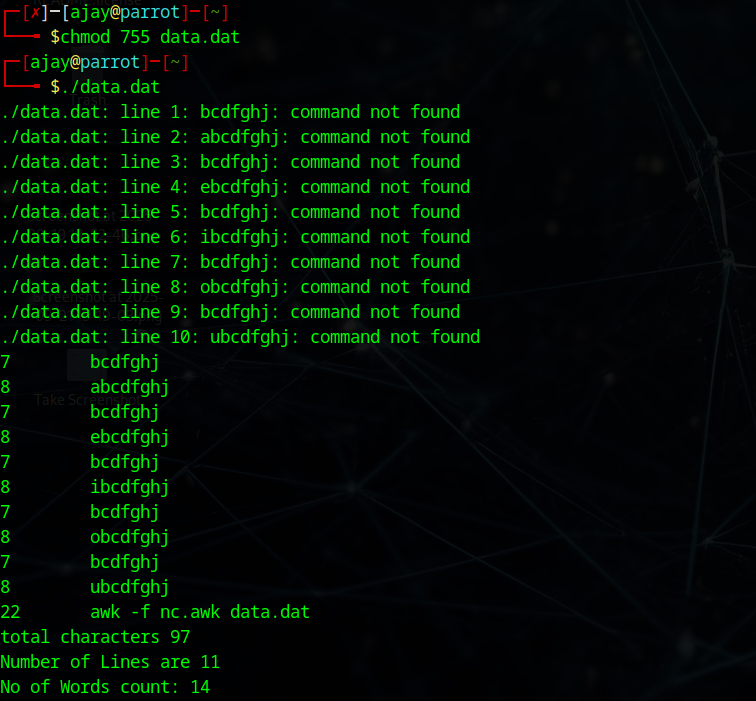 ┌─[✗]─[ajay@parrot]─[~]
└──╼ $chmod 755 data.dat
┌─[ajay@parrot]─[~]
└──╼ $./data.dat
./data.dat: line 1: bcdfghj: command not found
./data.dat: line 2: abcdfghj: command not found
./data.dat: line 3: bcdfghj: command not found
./data.dat: line 4: ebcdfghj: command not found
./data.dat: line 5: bcdfghj: command not found
./data.dat: line 6: ibcdfghj: command not found
./data.dat: line 7: bcdfghj: command not found
./data.dat: line 8: obcdfghj: command not found
./data.dat: line 9: bcdfghj: command not found
./data.dat: line 10: ubcdfghj: command not found
7        bcdfghj
8        abcdfghj
7        bcdfghj
8        ebcdfghj
7        bcdfghj
8        ibcdfghj
7        bcdfghj
8        obcdfghj
7        bcdfghj
8        ubcdfghj
22       awk -f nc.awk data.dat
total characters 97
Number of Lines are 11
No of Words count: 14
Trash
Take Screenshot